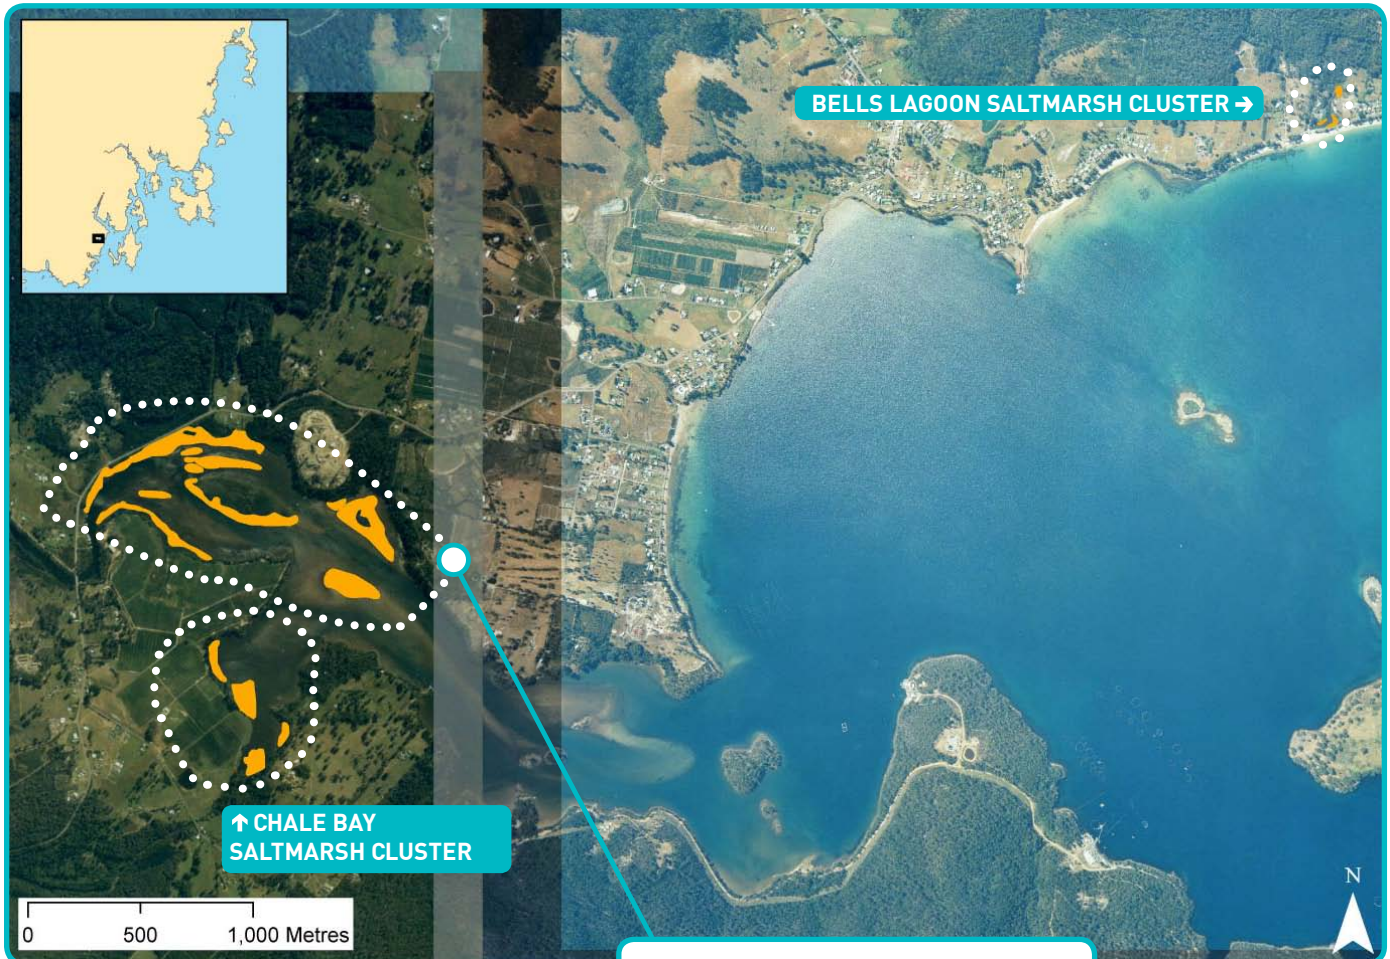 BELLS LAGOON SALTMARSH CLUSTER →
↑ CHALE BAY
SALTMARSH CLUSTER
0 500 1,000 Metres
N